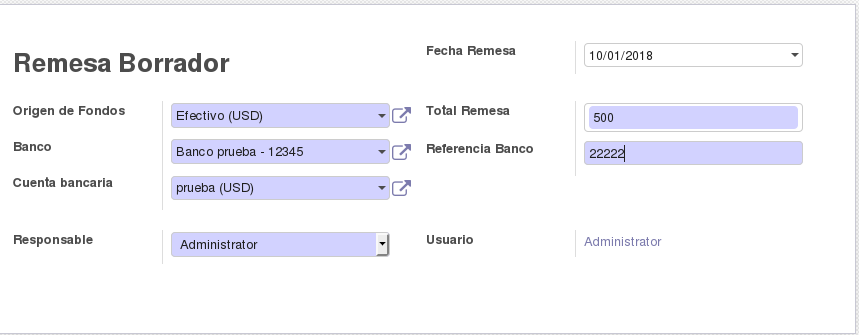 Remesa Borrador
Fecha Remesa 10/01/2018
Origen de Fondos Efectivo (USD)
Total Remesa 500
Banco Banco prueba - 12345
Referencia Banco 22222
Cuenta bancaria prueba (USD)
Responsable Administrator
Usuario Administrator